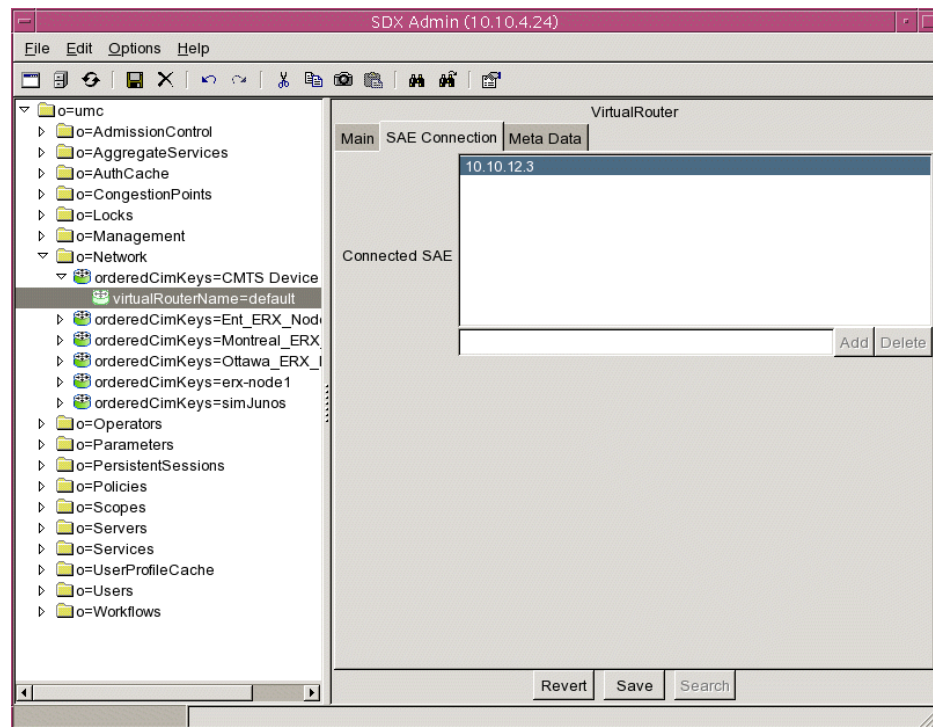 SDX Admin (10.10.4.24)
File Edit Options Help
o=umc
o=AdmissionControl
o=AggregateServices
o=AuthCache
o=CongestionPoints
o=Locks
o=Management
o=Network
orderedCimKeys=CMTS Device
virtualRouterName=default
orderedCimKeys=Ent_ERX_Nod
orderedCimKeys=Montreal_ERX_
orderedCimKeys=Ottawa_ERX_
orderedCimKeys=erx-node1
orderedCimKeys=simJunos
o=Operators
o=Parameters
o=PersistentSessions
o=Policies
o=Scopes
o=Servers
o=Services
o=UserProfileCache
o=Users
o=Workflows
VirtualRouter
Main SAE Connection Meta Data
10.10.12.3
Connected SAE
Add Delete
Revert Save Search